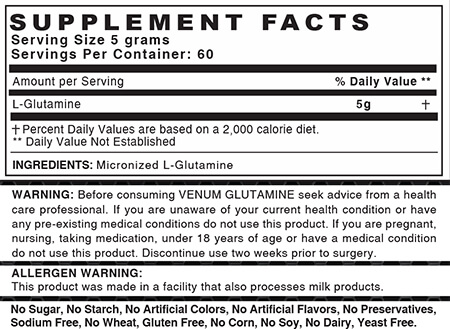 SUPPLEMENT FACTS
Serving Size 5 grams
Servings Per Container: 60
Amount per Serving % Daily Value **
L-Glutamine 5g †
† Percent Daily Values are based on a 2,000 calorie diet.
** Daily Value Not Established
INGREDIENTS: Micronized L-Glutamine
WARNING: Before consuming VENUM GLUTAMINE seek advice from a health
care professional. If you are unaware of your current health condition or have
any pre-existing medical conditions do not use this product. If you are pregnant,
nursing, taking medication, under 18 years of age or have a medical condition
do not use this product. Discontinue use two weeks prior to surgery.
ALLERGEN WARNING:
This product was made in a facility that also processes milk products.
No Sugar, No Starch, No Artificial Colors, No Artificial Flavors, No Preservatives,
Sodium Free, No Wheat, Gluten Free, No Corn, No Soy, No Dairy, Yeast Free.